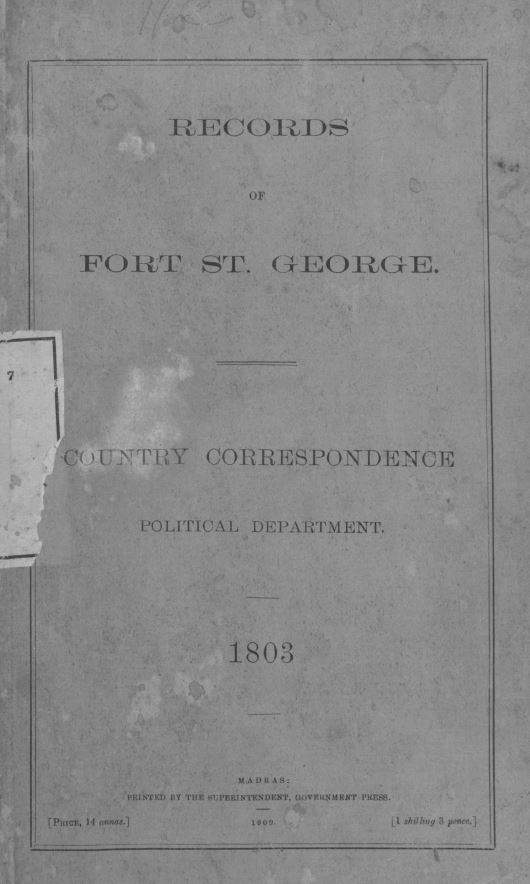 RECORDS
OF
FORT ST. GEORGE.
7
COUNTRY CORRESPONDENCE
POLITICAL DEPARTMENT.
1803
MADRAS:
PRINTED BY THE SUPERINTENDENT, GOVERNMENT PRESS.
[PRICE, 14 annas.] 1909. [1 shilling 3 pence.]